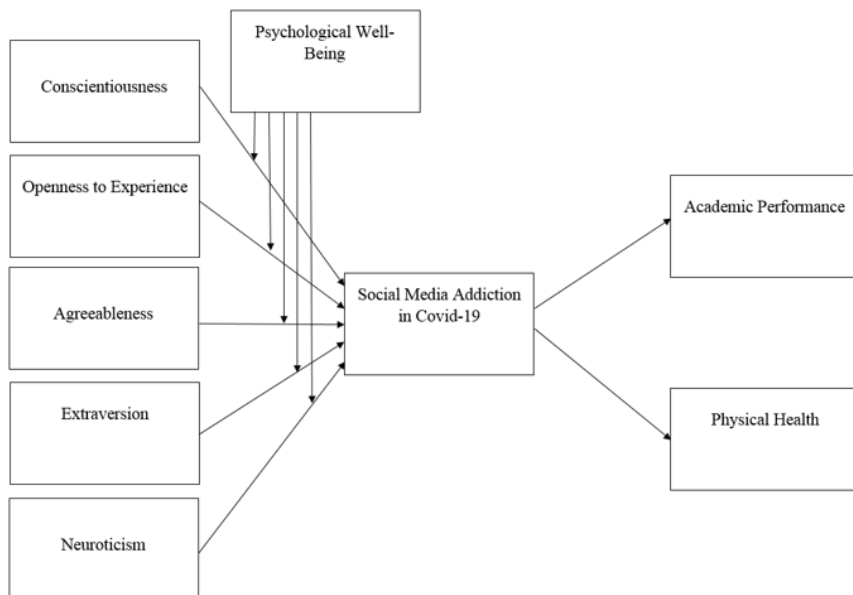 Psychological Well-
Being
Conscientiousness
Openness to Experience
Academic Performance
Social Media Addiction
in Covid-19
Agreeableness
Extraversion
Physical Health
Neuroticism